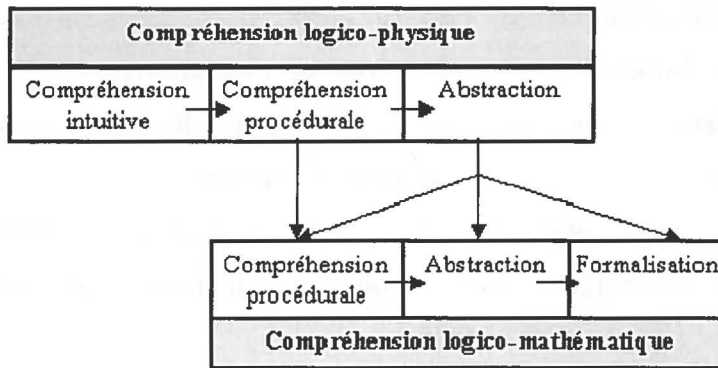 Compréhension logico-physique
Compréhension
intuitive
Compréhension
procédurale
Abstraction
Compréhension
procédurale
Abstraction
Formalisation
Compréhension logico-mathématique